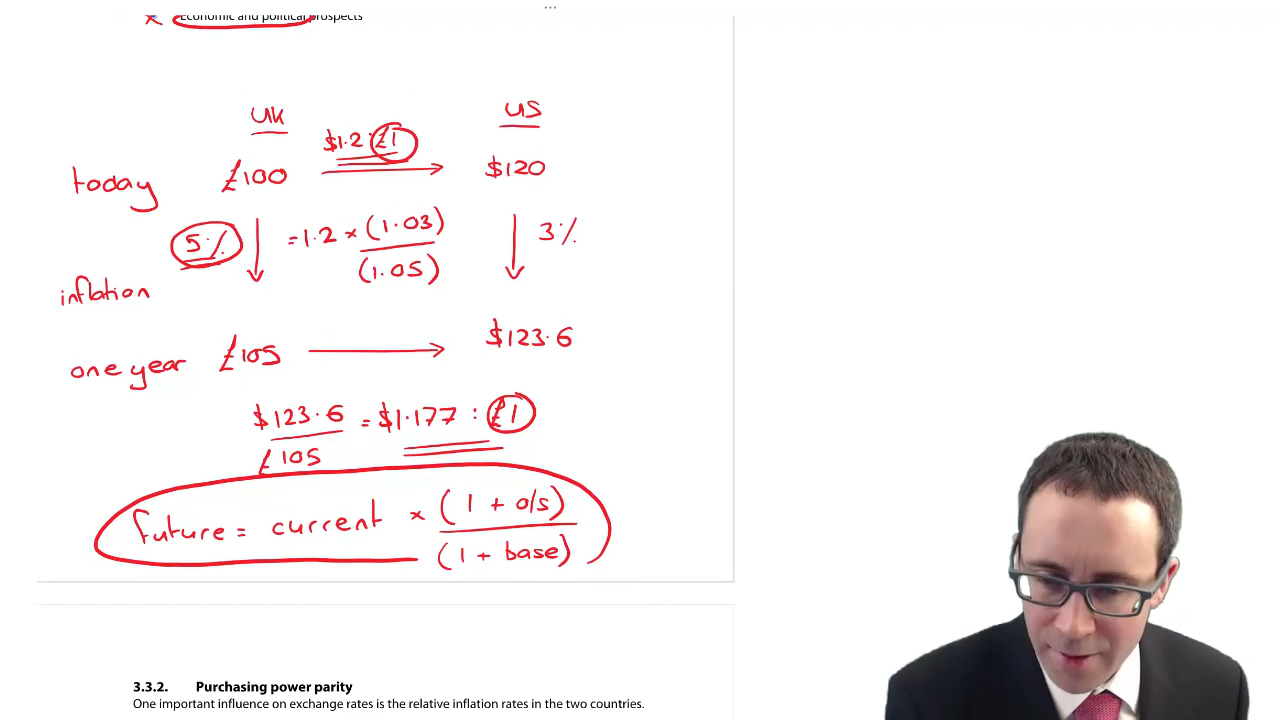 ...
x Economic and political prospects
UK
US
today £100 $1.2:£1 $120
5% = 1.2 x (1.03) / (1.05) 3%
inflation
one year £105 $123.6
$123.6 / £105 = $1.177 : £1
future = current x (1 + o/s) / (1 + base)
3.3.2. Purchasing power parity
One important influence on exchange rates is the relative inflation rates in the two countries.